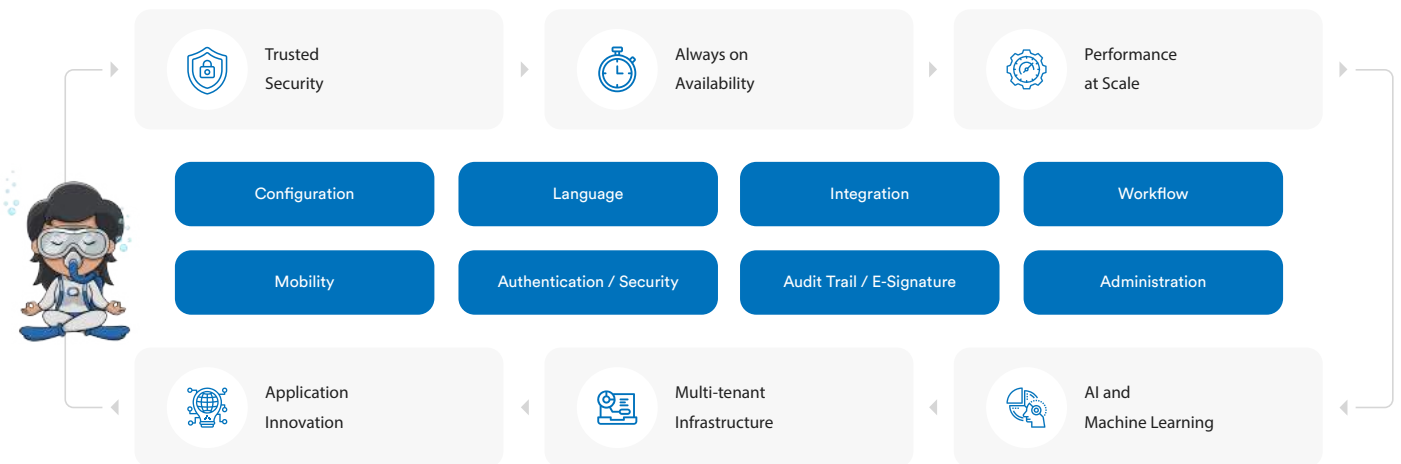 Trusted
Security
Always on
Availability
Performance
at Scale
Configuration
Language
Integration
Workflow
Mobility
Authentication / Security
Audit Trail / E-Signature
Administration
Application
Innovation
Multi-tenant
Infrastructure
AI and
Machine Learning